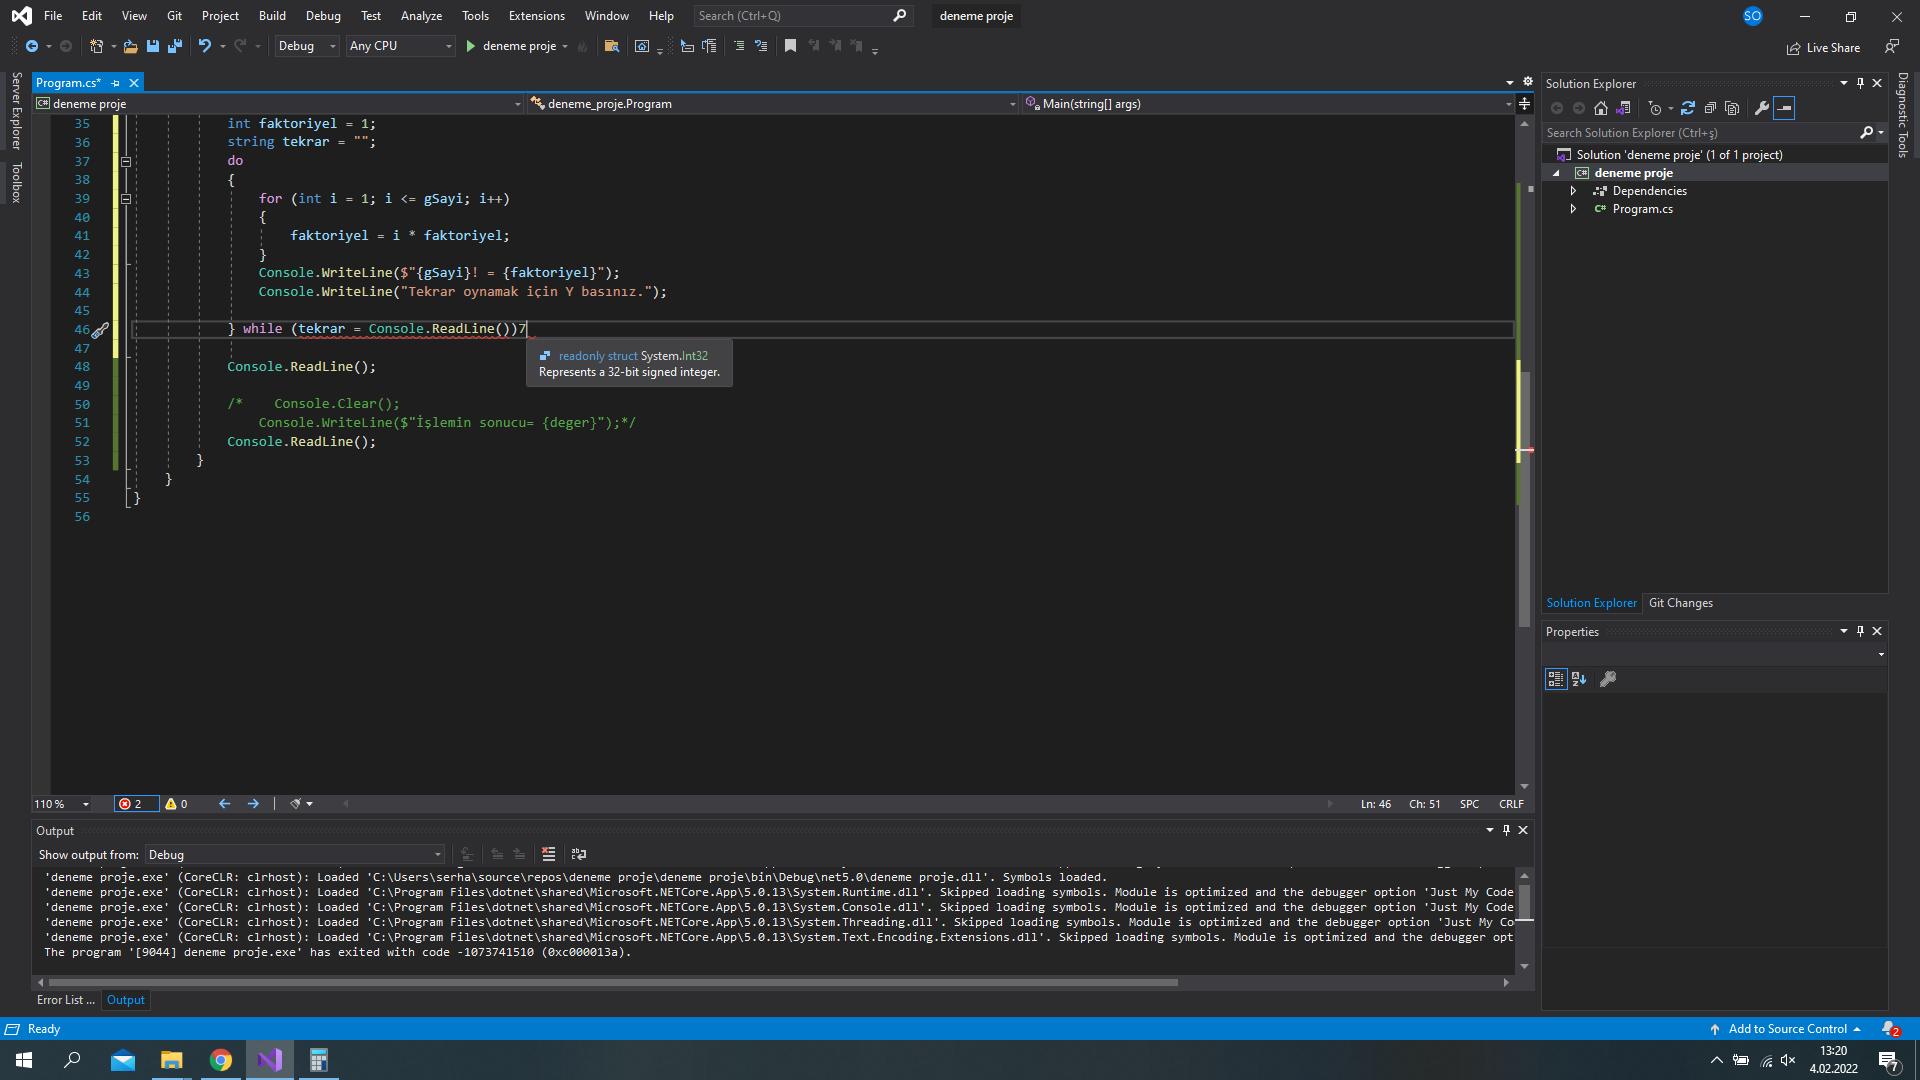 File Edit View Git Project Build Debug Test Analyze Tools Extensions Window Help Search (Ctrl+Q) deneme proje SO
Debug Any CPU deneme proje Live Share
Server Explorer
Toolbox
Program.cs*
deneme proje deneme_proje.Program Main(string[] args)
35 int faktoriyel = 1;
36 string tekrar = "";
37 do
38 {
39 for (int i = 1; i <= gSayi; i++)
40 {
41 faktoriyel = i * faktoriyel;
42 }
43 Console.WriteLine($"{gSayi}! = {faktoriyel}");
44 Console.WriteLine("Tekrar oynamak için Y basınız.");
45
46 } while (tekrar = Console.ReadLine())7
47
readonly struct System.Int32
Represents a 32-bit signed integer.
48 Console.ReadLine();
49
50 /* Console.Clear();
51 Console.WriteLine($"İşlemin sonucu= {deger}");*/
52 Console.ReadLine();
53 }
54 }
55 }
56
110 % 2 0 Ln: 46 Ch: 51 SPC CRLF
Output
Show output from: Debug
'deneme proje.exe' (CoreCLR: clrhost): Loaded 'C:\Users\serha\source\repos\deneme proje\deneme proje\bin\Debug\net5.0\deneme proje.dll'. Symbols loaded.
'deneme proje.exe' (CoreCLR: clrhost): Loaded 'C:\Program Files\dotnet\shared\Microsoft.NETCore.App\5.0.13\System.Runtime.dll'. Skipped loading symbols. Module is optimized and the debugger option 'Just My Code
'deneme proje.exe' (CoreCLR: clrhost): Loaded 'C:\Program Files\dotnet\shared\Microsoft.NETCore.App\5.0.13\System.Console.dll'. Skipped loading symbols. Module is optimized and the debugger option 'Just My Code
'deneme proje.exe' (CoreCLR: clrhost): Loaded 'C:\Program Files\dotnet\shared\Microsoft.NETCore.App\5.0.13\System.Threading.dll'. Skipped loading symbols. Module is optimized and the debugger option 'Just My Co
'deneme proje.exe' (CoreCLR: clrhost): Loaded 'C:\Program Files\dotnet\shared\Microsoft.NETCore.App\5.0.13\System.Text.Encoding.Extensions.dll'. Skipped loading symbols. Module is optimized and the debugger opt
The program '[9044] deneme proje.exe' has exited with code -1073741510 (0xc000013a).
Error List ... Output
Solution Explorer
Search Solution Explorer (Ctrl+ş)
Solution 'deneme proje' (1 of 1 project)
deneme proje
Dependencies
C# Program.cs
Solution Explorer Git Changes
Properties
Diagnostic Tools
Ready Add to Source Control 2
13:20
4.02.2022
7